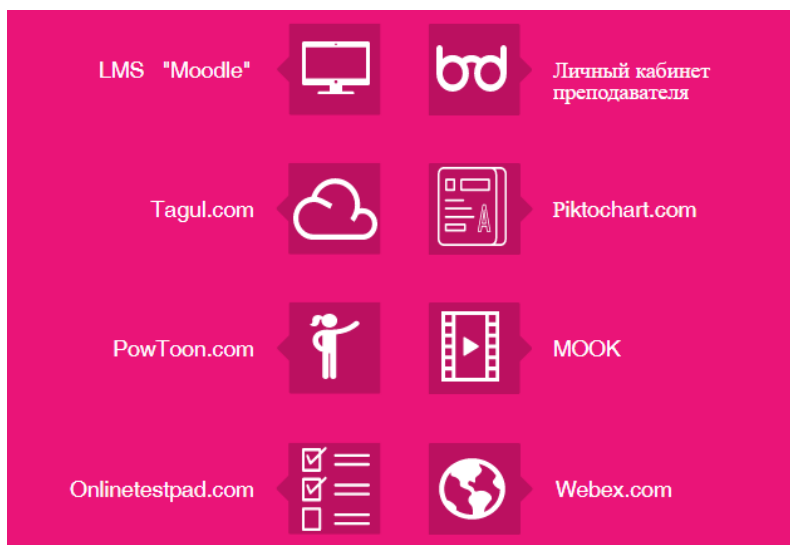 LMS "Moodle"
Личный кабинет
преподавателя
Tagul.com
Piktochart.com
PowToon.com
MOOK
Onlinetestpad.com
Webex.com